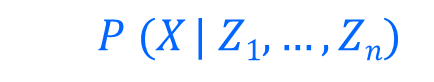 P (X | Z₁, … , Zₙ)